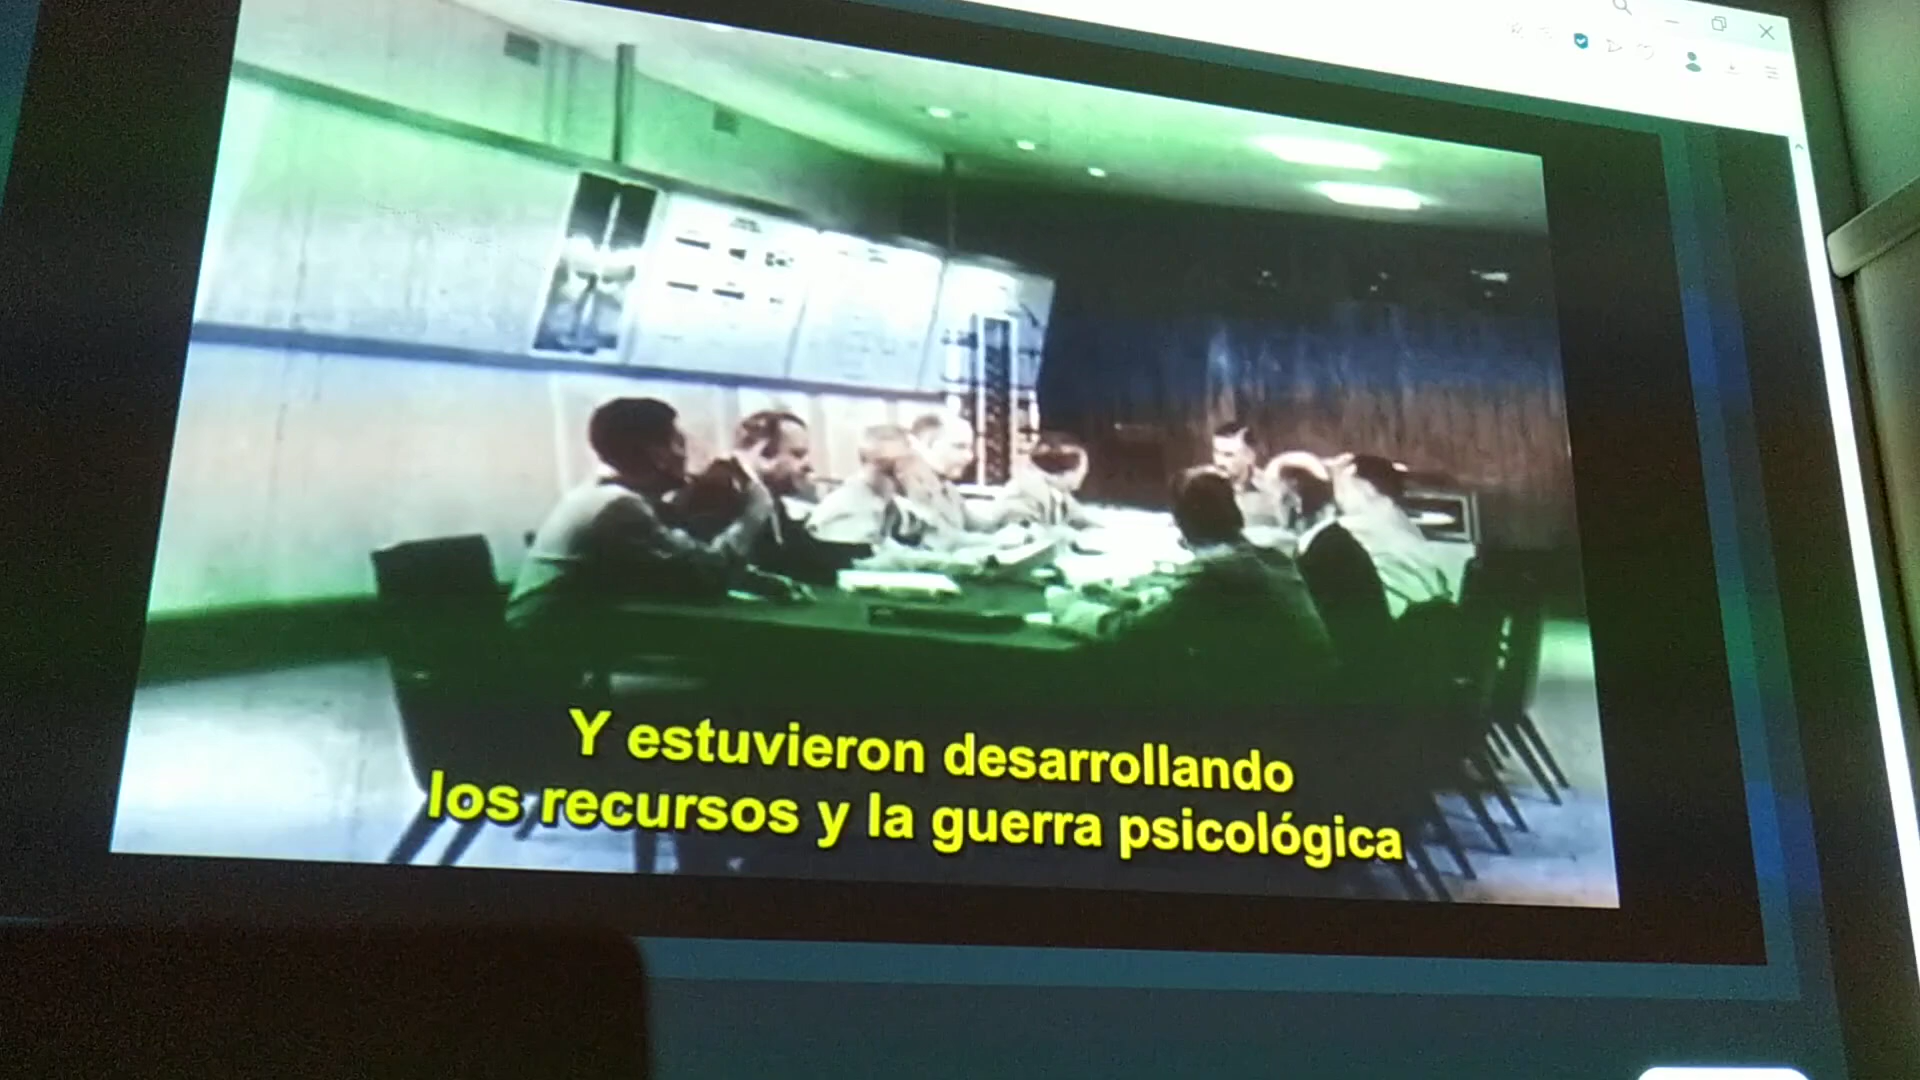 Y estuvieron desarrollando
los recursos y la guerra psicológica